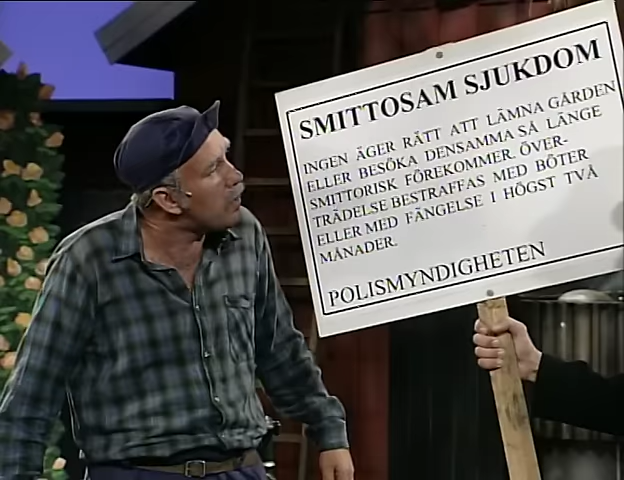 SMITTOSAM SJUKDOM
INGEN ÄGER RÄTT ATT LÄMNA GÅRDEN
ELLER BESÖKA DENSAMMA SÅ LÄNGE
SMITTORISK FÖREKOMMER. ÖVER-
TRÄDELSE BESTRAFFAS MED BÖTER
ELLER MED FÄNGELSE I HÖGST TVÅ
MÅNADER.
POLISMYNDIGHETEN